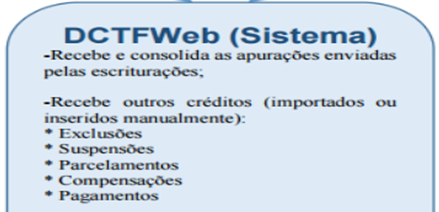 DCTFWeb (Sistema)
-Recebe e consolida as apurações enviadas
pelas escriturações;
-Recebe outros créditos (importados ou
inseridos manualmente):
* Exclusões
* Suspensões
* Parcelamentos
* Compensações
* Pagamentos